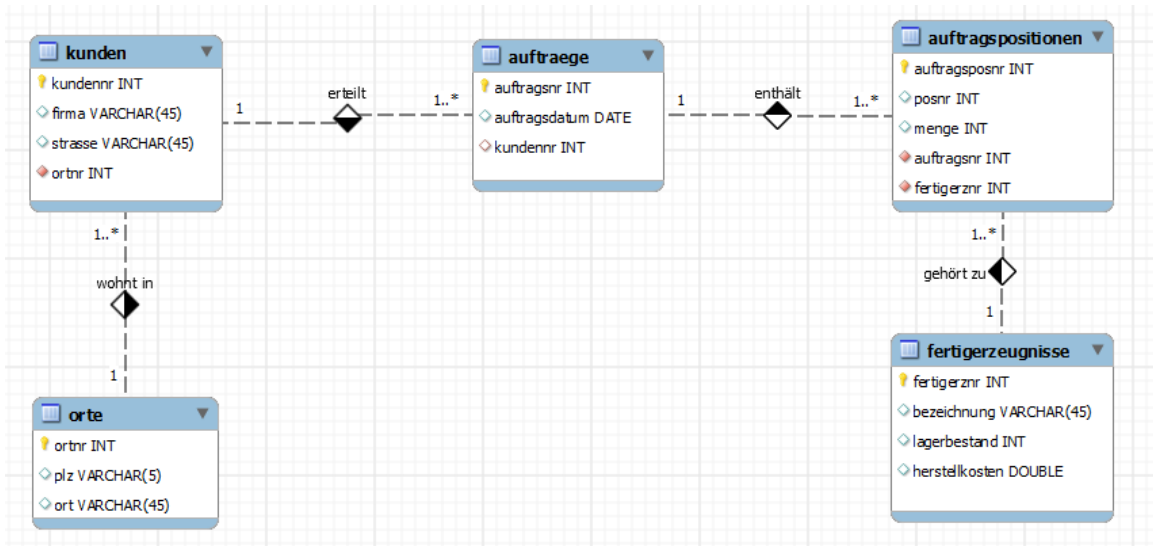 kunden
kundennr INT
firma VARCHAR(45)
strasse VARCHAR(45)
ortnr INT
1
erteilt
1..*
auftraege
auftragsnr INT
auftragsdatum DATE
kundennr INT
1
enthält
1..*
auftragspositionen
auftragsposnr INT
posnr INT
menge INT
auftragsnr INT
fertigerznr INT
1..*
wohnt in
1
1..*
gehört zu
1
orte
ortnr INT
plz VARCHAR(5)
ort VARCHAR(45)
fertigerzeugnisse
fertigerznr INT
bezeichnung VARCHAR(45)
lagerbestand INT
herstellkosten DOUBLE